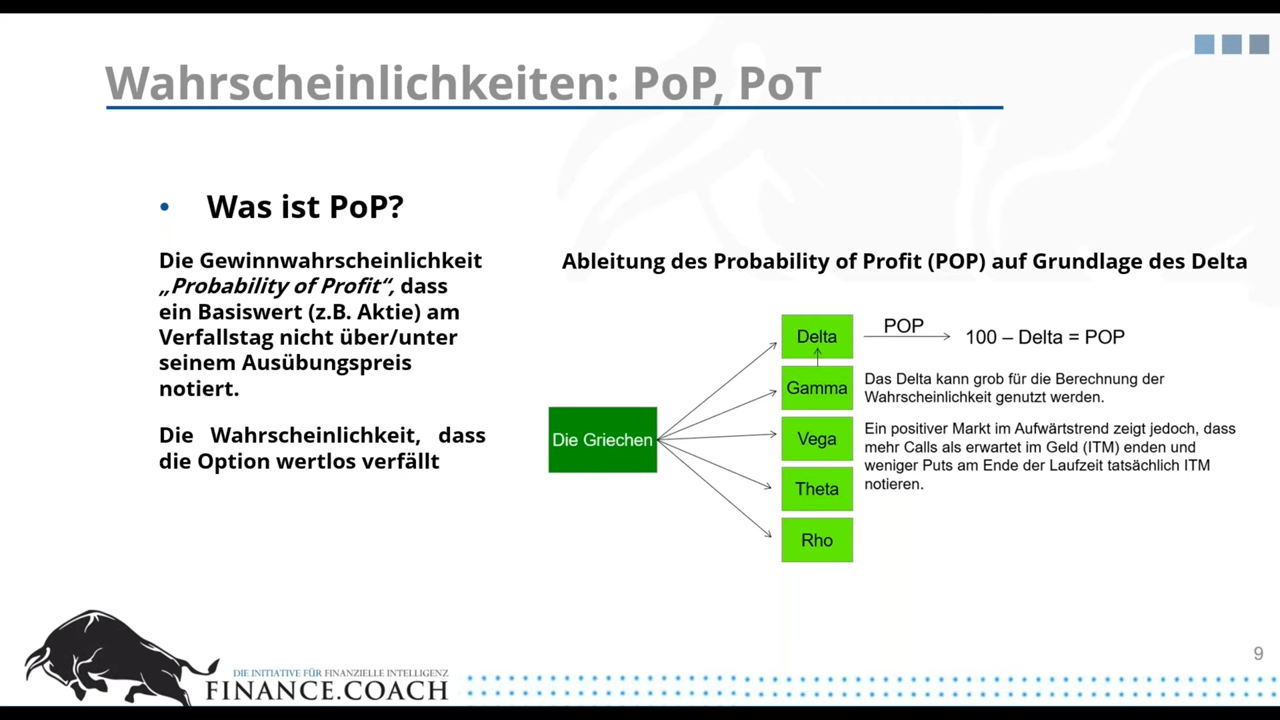 Wahrscheinlichkeiten: PoP, PoT
• Was ist PoP?
Die Gewinnwahrscheinlichkeit
„Probability of Profit“, dass
ein Basiswert (z.B. Aktie) am
Verfallstag nicht über/unter
seinem Ausübungspreis
notiert.
Die Wahrscheinlichkeit, dass
die Option wertlos verfällt
Ableitung des Probability of Profit (POP) auf Grundlage des Delta
Die Griechen
Delta
POP
100 – Delta = POP
Gamma
Das Delta kann grob für die Berechnung der
Wahrscheinlichkeit genutzt werden.
Vega
Ein positiver Markt im Aufwärtstrend zeigt jedoch, dass
mehr Calls als erwartet im Geld (ITM) enden und
weniger Puts am Ende der Laufzeit tatsächlich ITM
notieren.
Theta
Rho
9
DIE INITIATIVE FÜR FINANZIELLE INTELLIGENZ
FINANCE.COACH